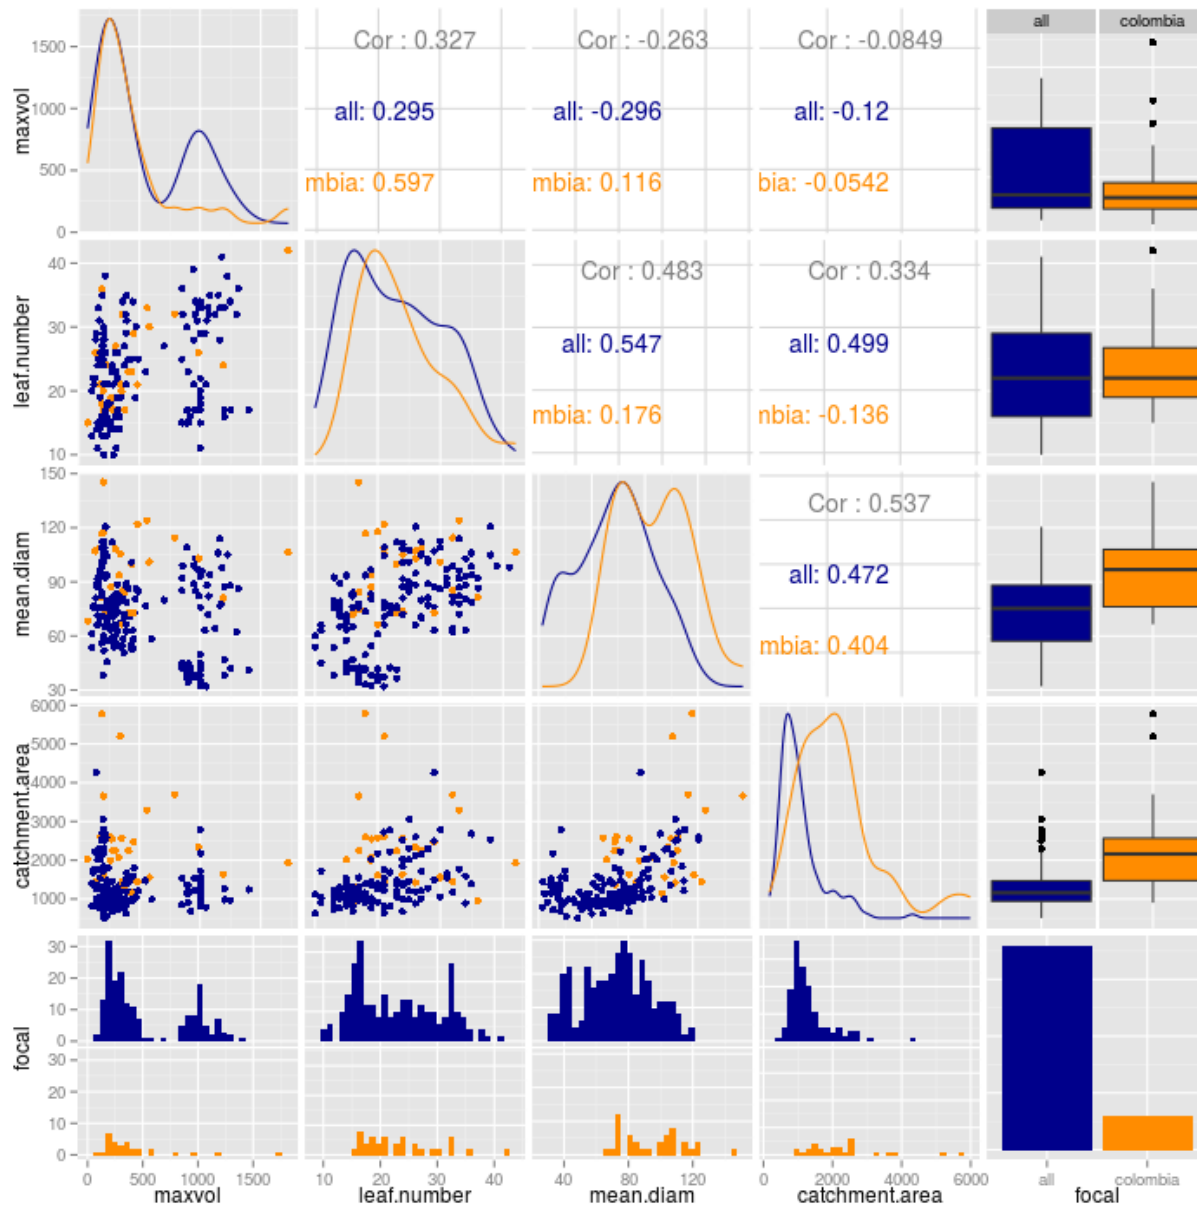 all colombia
maxvol
1500
1000
500
0
Cor : 0.327
all: 0.295
mbia: 0.597
Cor : -0.263
all: -0.296
mbia: 0.116
Cor : -0.0849
all: -0.12
bia: -0.0542
leaf.number
40
30
20
10
Cor : 0.483
all: 0.547
mbia: 0.176
Cor : 0.334
all: 0.499
mbia: -0.136
mean.diam
150
120
90
60
30
Cor : 0.537
all: 0.472
mbia: 0.404
catchment.area
6000
5000
4000
3000
2000
1000
focal
30
20
10
0
30
20
10
0
0 500 1000 1500
10 20 30 40
40 80 120
0 2000 4000 6000
all colombia
maxvol leaf.number mean.diam catchment.area focal